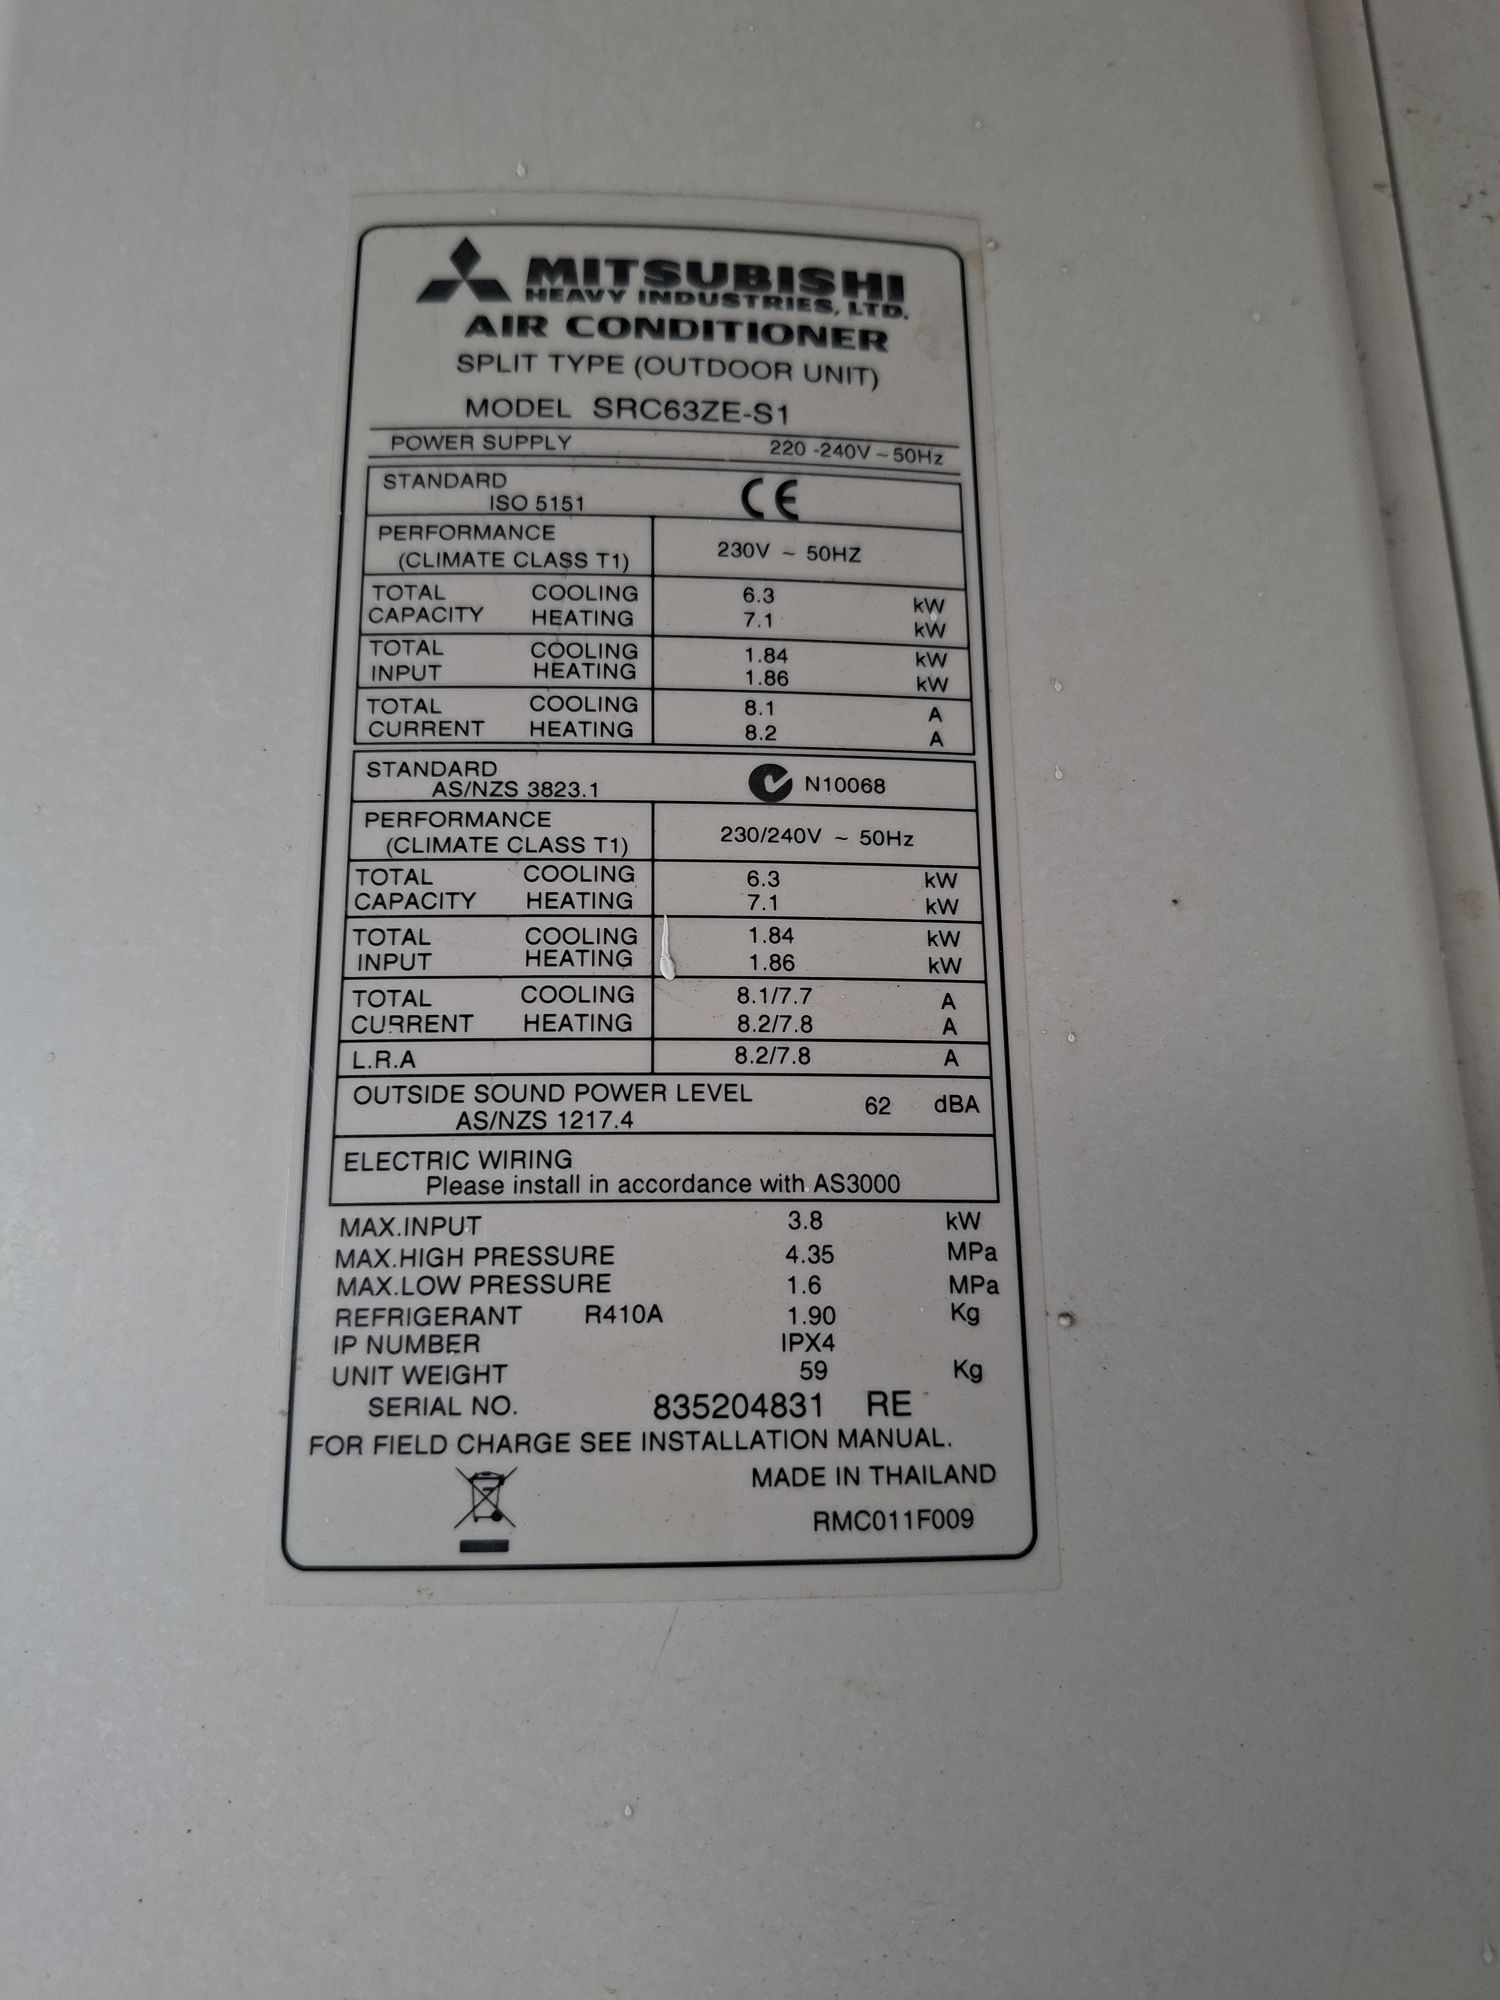 MITSUBISHI
HEAVY INDUSTRIES, LTD.
AIR CONDITIONER
SPLIT TYPE (OUTDOOR UNIT)
MODEL SRC63ZE-S1
POWER SUPPLY 220 -240V ~ 50Hz
STANDARD
ISO 5151 CE
PERFORMANCE
(CLIMATE CLASS T1) 230V ~ 50HZ
TOTAL COOLING 6.3 kW
CAPACITY HEATING 7.1 kW
TOTAL COOLING 1.84 kW
INPUT HEATING 1.86 kW
TOTAL COOLING 8.1 A
CURRENT HEATING 8.2 A
STANDARD
AS/NZS 3823.1 N10068
PERFORMANCE
(CLIMATE CLASS T1) 230/240V ~ 50Hz
TOTAL COOLING 6.3 kW
CAPACITY HEATING 7.1 kW
TOTAL COOLING 1.84 kW
INPUT HEATING 1.86 kW
TOTAL COOLING 8.1/7.7 A
CURRENT HEATING 8.2/7.8 A
L.R.A 8.2/7.8 A
OUTSIDE SOUND POWER LEVEL
AS/NZS 1217.4 62 dBA
ELECTRIC WIRING
Please install in accordance with AS3000
MAX.INPUT 3.8 kW
MAX.HIGH PRESSURE 4.35 MPa
MAX.LOW PRESSURE 1.6 MPa
REFRIGERANT R410A 1.90 Kg
IP NUMBER IPX4
UNIT WEIGHT 59 Kg
SERIAL NO. 835204831 RE
FOR FIELD CHARGE SEE INSTALLATION MANUAL.
MADE IN THAILAND
RMC011F009